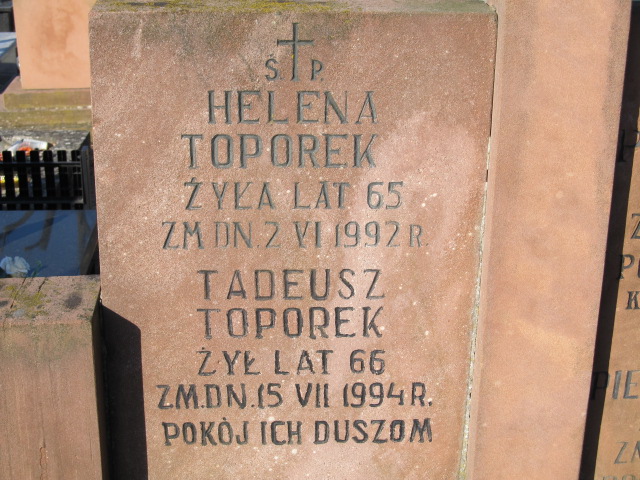 Ś. P.
HELENA
TOPOREK
ŻYŁA LAT 65
ZM DN. 2 VI 1992 R.
TADEUSZ
TOPOREK
ŻYŁ LAT 66
ZM.DN.15 VII 1994 R.
POKÓJ ICH DUSZOM